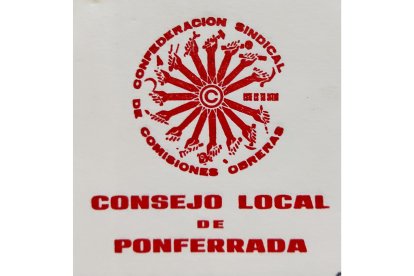 CONFEDERACION SINDICAL
DE COMISIONES OBRERAS
CONSEJO LOCAL
DE
PONFERRADA